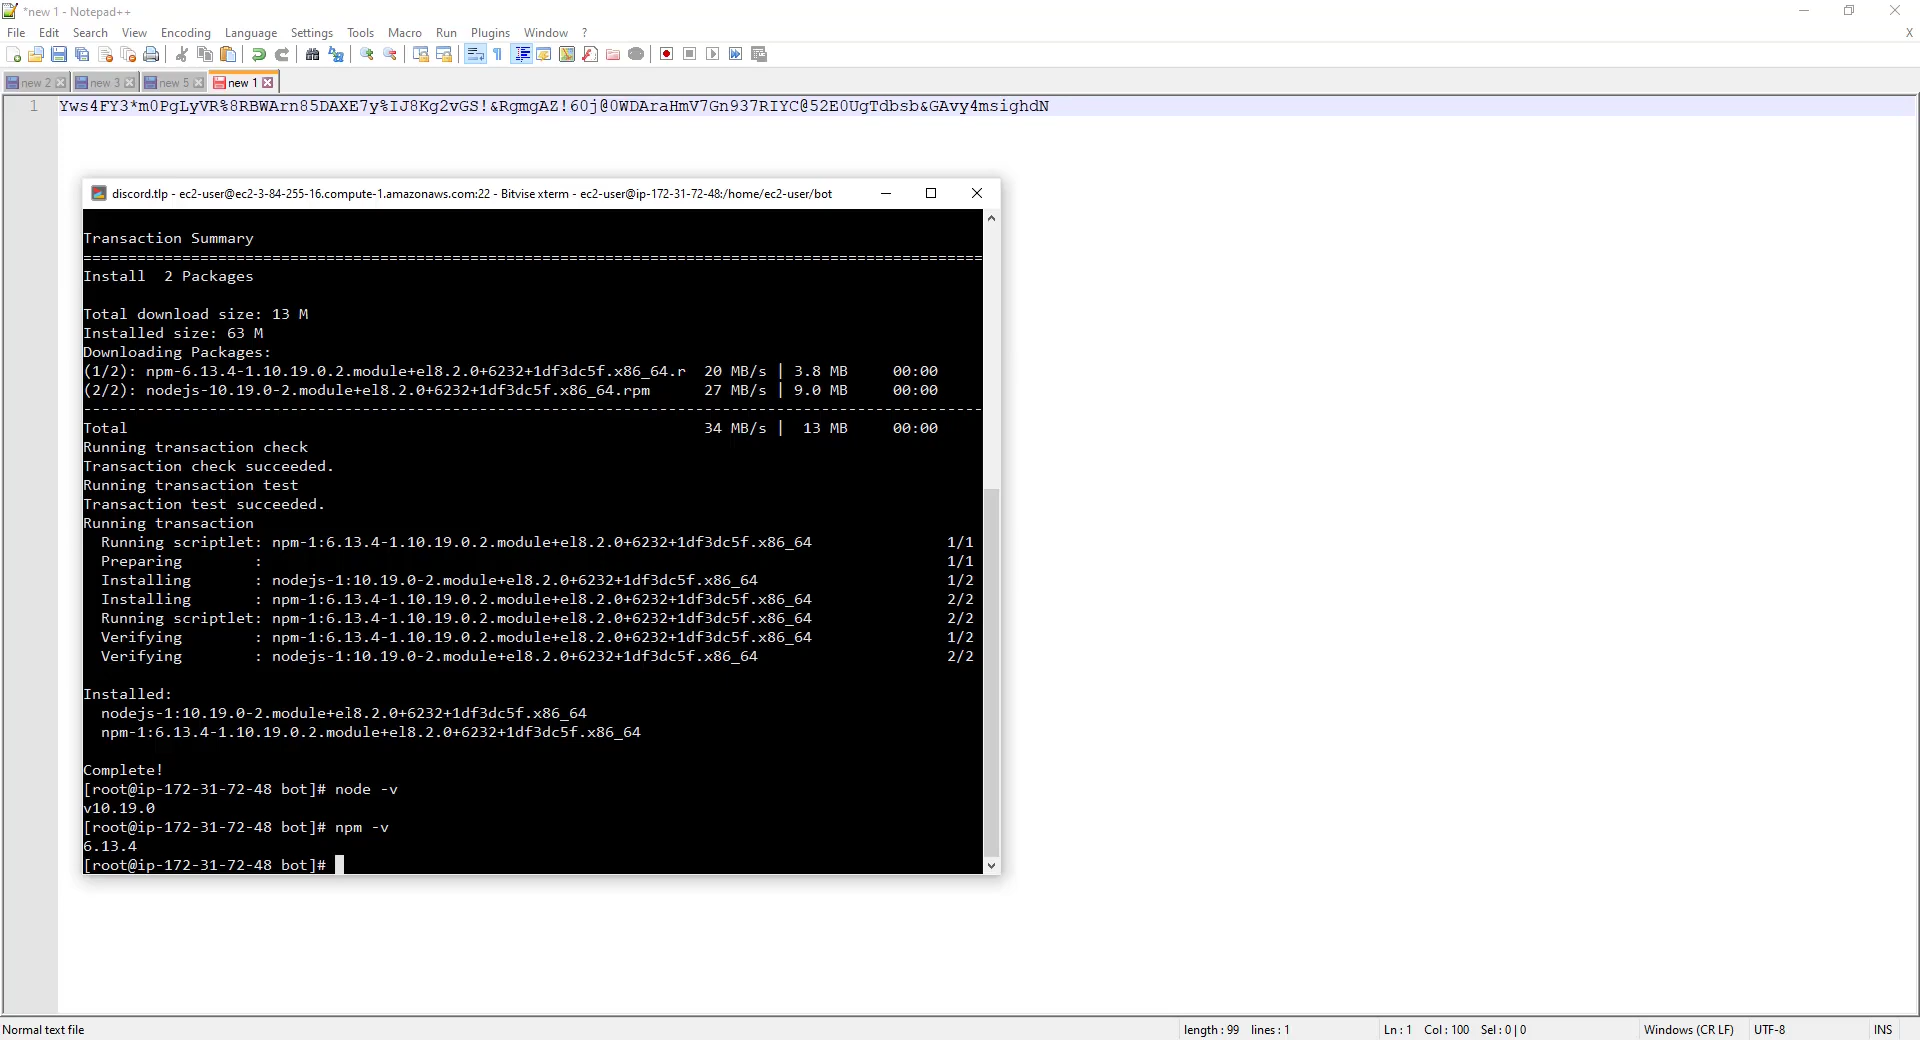 *new 1 - Notepad++
File Edit Search View Encoding Language Settings Tools Macro Run Plugins Window ? X
new 2 new 3 new 5 new 1
1 Yws4FY3*m0PgLyVR%8RBWArn85DAXE7y%IJ8Kg2vGS!&RgmgAZ!60j@0WDAraHmV7Gn937RIYC@52E0UgTdbsb&GAvy4msighdN
discord.tlp - ec2-user@ec2-3-84-255-16.compute-1.amazonaws.com:22 - Bitvise xterm - ec2-user@ip-172-31-72-48:/home/ec2-user/bot
Transaction Summary
====================================================================================================
Install  2 Packages
Total download size: 13 M
Installed size: 63 M
Downloading Packages:
(1/2): npm-6.13.4-1.10.19.0.2.module+el8.2.0+6232+1df3dc5f.x86_64.r  20 MB/s | 3.8 MB     00:00
(2/2): nodejs-10.19.0-2.module+el8.2.0+6232+1df3dc5f.x86_64.rpm      27 MB/s | 9.0 MB     00:00
----------------------------------------------------------------------------------------------------
Total                                                                34 MB/s |  13 MB     00:00
Running transaction check
Transaction check succeeded.
Running transaction test
Transaction test succeeded.
Running transaction
  Running scriptlet: npm-1:6.13.4-1.10.19.0.2.module+el8.2.0+6232+1df3dc5f.x86_64               1/1
  Preparing        :                                                                            1/1
  Installing       : nodejs-1:10.19.0-2.module+el8.2.0+6232+1df3dc5f.x86_64                     1/2
  Installing       : npm-1:6.13.4-1.10.19.0.2.module+el8.2.0+6232+1df3dc5f.x86_64               2/2
  Running scriptlet: npm-1:6.13.4-1.10.19.0.2.module+el8.2.0+6232+1df3dc5f.x86_64               2/2
  Verifying        : npm-1:6.13.4-1.10.19.0.2.module+el8.2.0+6232+1df3dc5f.x86_64               1/2
  Verifying        : nodejs-1:10.19.0-2.module+el8.2.0+6232+1df3dc5f.x86_64                     2/2
Installed:
  nodejs-1:10.19.0-2.module+el8.2.0+6232+1df3dc5f.x86_64
  npm-1:6.13.4-1.10.19.0.2.module+el8.2.0+6232+1df3dc5f.x86_64
Complete!
[root@ip-172-31-72-48 bot]# node -v
v10.19.0
[root@ip-172-31-72-48 bot]# npm -v
6.13.4
[root@ip-172-31-72-48 bot]#
Normal text file length : 99 lines : 1 Ln : 1 Col : 100 Sel : 0 | 0 Windows (CR LF) UTF-8 INS